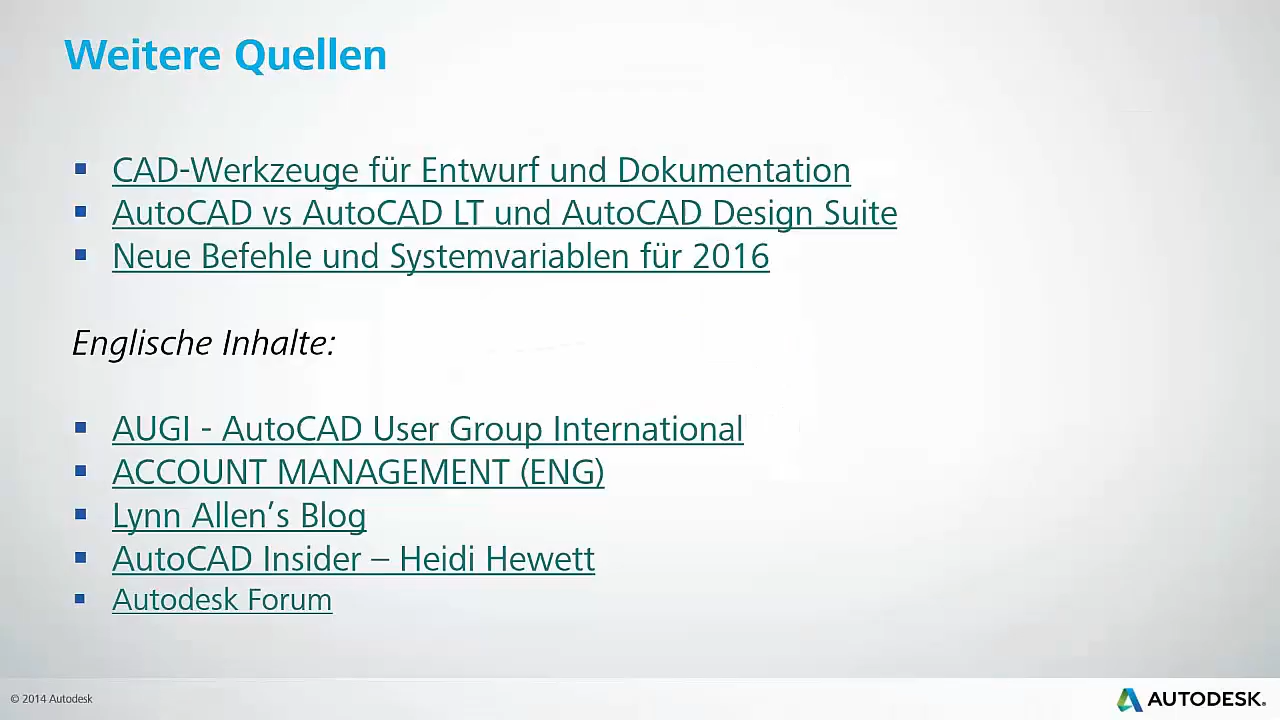 Weitere Quellen
CAD-Werkzeuge für Entwurf und Dokumentation
AutoCAD vs AutoCAD LT und AutoCAD Design Suite
Neue Befehle und Systemvariablen für 2016
Englische Inhalte:
AUGI - AutoCAD User Group International
ACCOUNT MANAGEMENT (ENG)
Lynn Allen’s Blog
AutoCAD Insider – Heidi Hewett
Autodesk Forum
© 2014 Autodesk
AUTODESK.